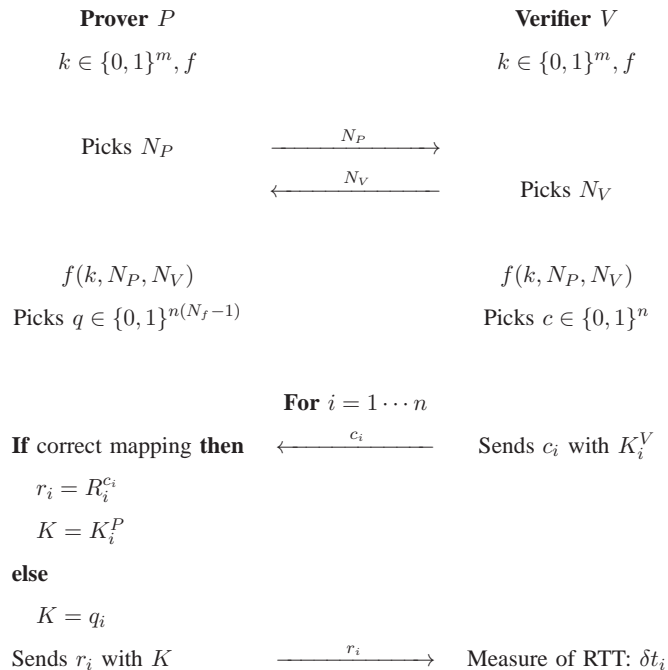 Prover P Verifier V
k ∈ {0, 1}^m, f k ∈ {0, 1}^m, f
N_P
Picks N_P
N_V
Picks N_V
f(k, N_P, N_V) f(k, N_P, N_V)
Picks q ∈ {0, 1}^{n(N_f−1)} Picks c ∈ {0, 1}^n
For i = 1 ··· n
If correct mapping then c_i Sends c_i with K_i^V
r_i = R_i^{c_i}
K = K_i^P
else
K = q_i
Sends r_i with K r_i Measure of RTT: δt_i